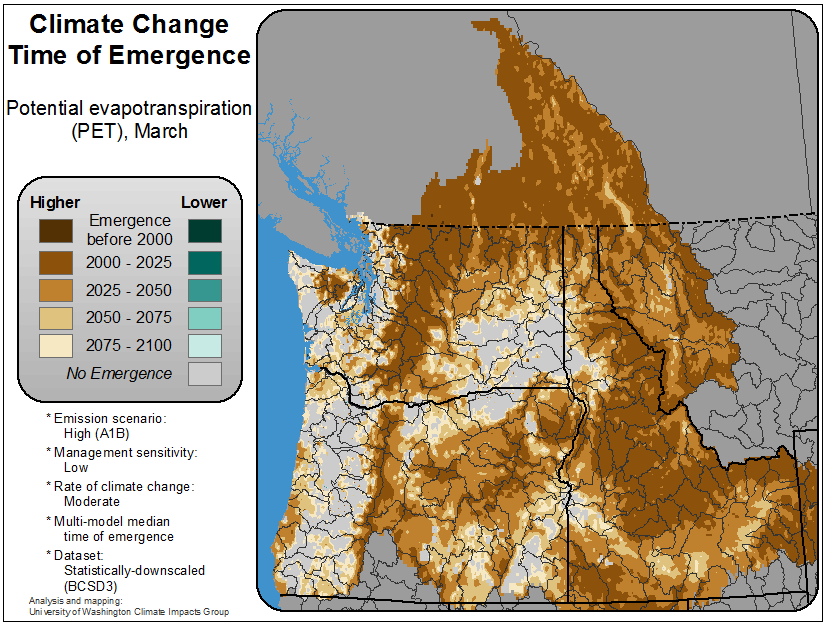 Climate Change
Time of Emergence
Potential evapotranspiration
(PET), March
Higher Lower
Emergence
before 2000
2000 - 2025
2025 - 2050
2050 - 2075
2075 - 2100
No Emergence
* Emission scenario:
High (A1B)
* Management sensitivity:
Low
* Rate of climate change:
Moderate
* Multi-model median
time of emergence
* Dataset:
Statistically-downscaled
(BCSD3)
Analysis and mapping:
University of Washington Climate Impacts Group